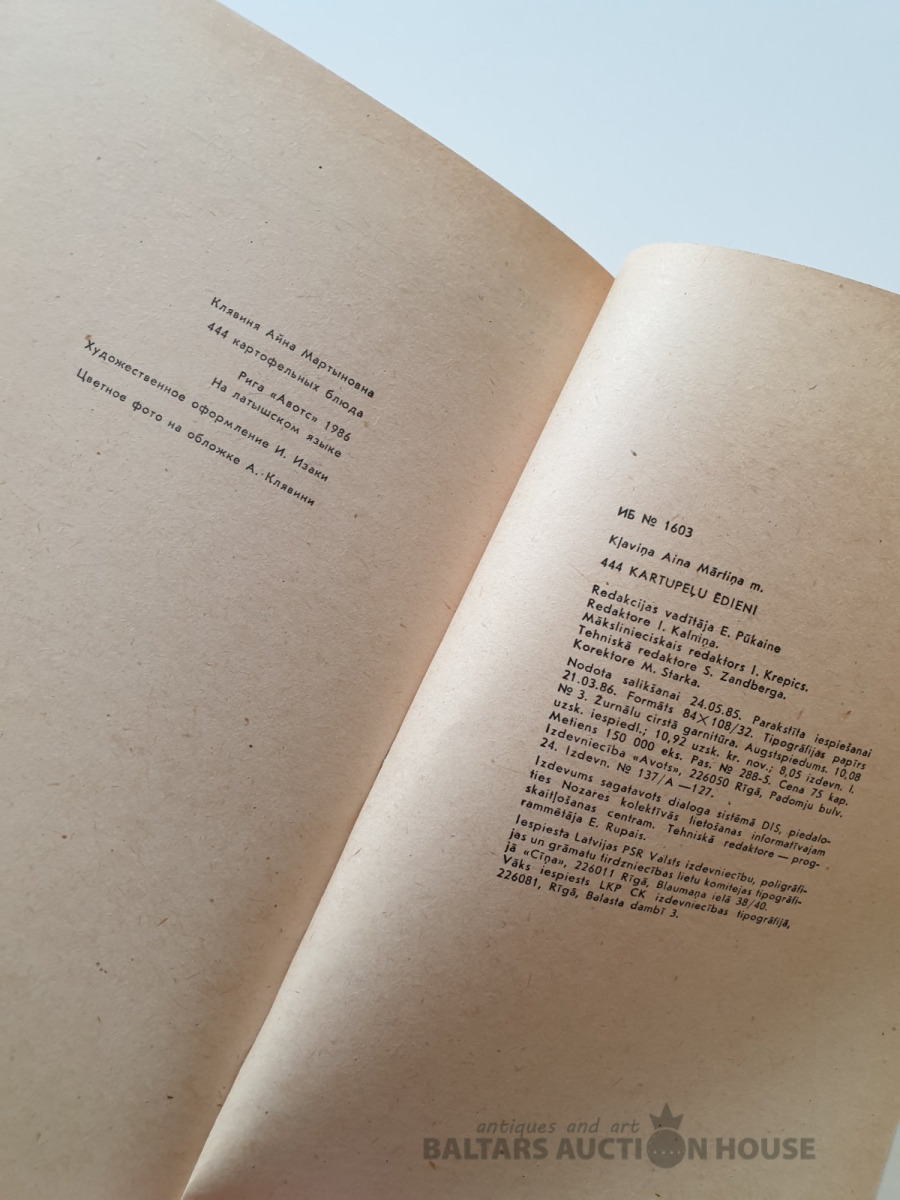 Клявиня Айна Мартыновна
444 картофельных блюда
Рига «Авотс» 1986
На латышском языке
Художественное оформление И. Изаки
Цветное фото на обложке А. Клявини
ИБ № 1603
Kļaviņa Aina Mārtiņa m.
444 KARTUPEĻU ĒDIENI
Redakcijas vadītāja E. Pūkaine
Redaktore I. Kalniņa.
Mākslinieciskais redaktors I. Krepics.
Tehniskā redaktore S. Zandberga.
Korektore M. Starka.
Nodota salikšanai 24.05.85. Parakstīta iespiešanai
21.03.86. Formāts 84×108/32. Tipogrāfijas papīrs
№ 3. Žurnālu cirstā garnitūra. Augstspiedums. 10,08
uzsk. iespiedl.; 10,92 uzsk. kr. nov.; 8,05 izdevn. l.
Metiens 150 000 eks. Pas. № 288-5. Cena 75 kap.
Izdevniecība «Avots», 226050 Rīgā, Padomju bulv.
24. Izdevn. № 137/A—127.
Izdevums sagatavots dialoga sistēmā DIS, piedalo-
ties Nozares kolektīvās lietošanas informatīvajam
skaitļošanas centram. Tehniskā redaktore — prog-
rammētāja E. Rupais.
Iespiesta Latvijas PSR Valsts izdevniecību, poligrāfi-
jas un grāmatu tirdzniecības lietu komitejas tipogrāfi-
jā «Cīņa», 226011 Rīgā, Blaumaņa ielā 38/40.
Vāks iespiests LKP CK izdevniecības tipogrāfijā,
226081, Rīgā, Balasta dambī 3.
antiques and art
BALTARS AUCTION HOUSE